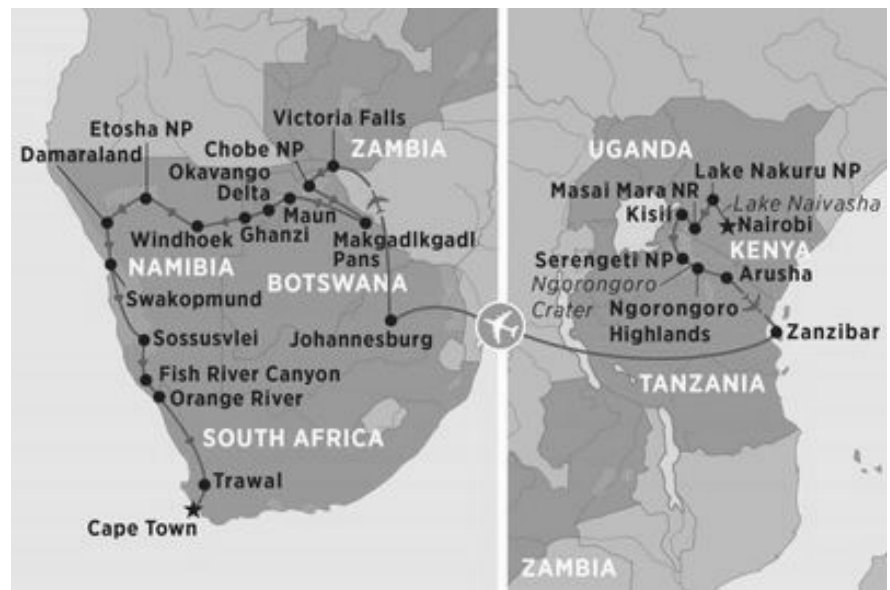 Victoria Falls
Etosha NP
Chobe NP
ZAMBIA
Damaraland
Okavango
Delta
Maun
Windhoek
Ghanzi
Makgadlkgadl
Pans
NAMIBIA
BOTSWANA
Swakopmund
Sossusvlei
Johannesburg
Fish River Canyon
Orange River
SOUTH AFRICA
Trawal
Cape Town
UGANDA
Lake Nakuru NP
Masai Mara NR
Lake Naivasha
Kisii
Nairobi
KENYA
Serengeti NP
Arusha
Ngorongoro
Crater
Ngorongoro
Highlands
Zanzibar
TANZANIA
ZAMBIA